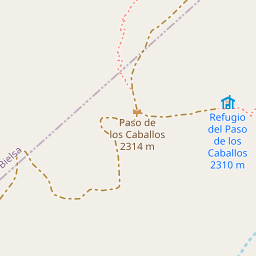 Paso de
los Caballos
2314 m
Refugio
del Paso
de los
Caballos
2310 m
Bielsa